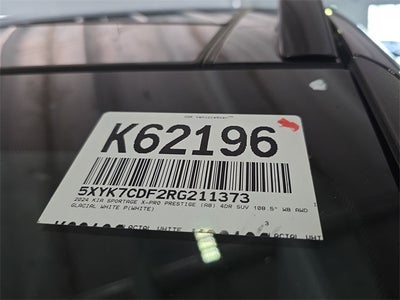 K62196
5XYK7CDF2RG211373
2024 KIA SPORTAGE X-PRO PRESTIGE (A8) 4DR SUV 108.5" WB AWD
GLACIAL WHITE P(WHITE)